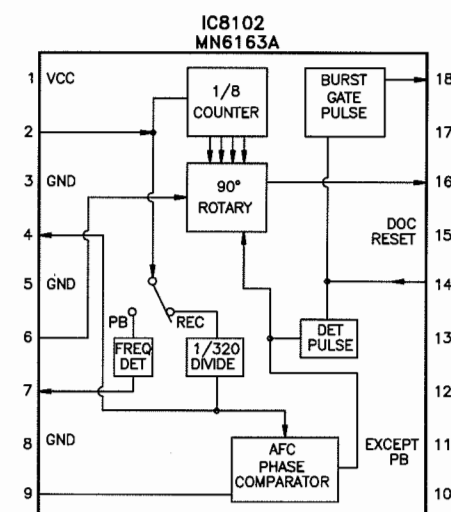 IC8102
MN6163A
1 VCC
2
3 GND
4
5 GND
6
7
8 GND
9
18
17
16
DOC
RESET 15
14
13
12
EXCEPT 11
PB
10
1/8
COUNTER
BURST
GATE
PULSE
90°
ROTARY
PB
REC
FREQ
DET
1/320
DIVIDE
DET
PULSE
AFC
PHASE
COMPARATOR